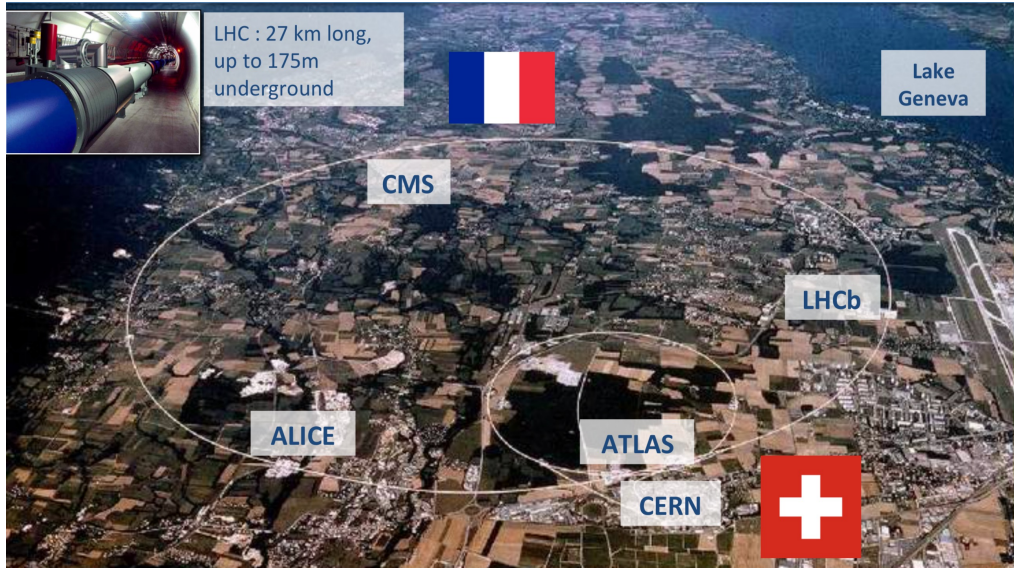 LHC : 27 km long,
up to 175m
underground
Lake
Geneva
CMS
LHCb
ALICE
ATLAS
CERN